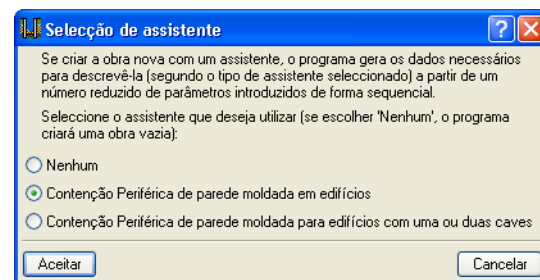 Selecção de assistente
Se criar a obra nova com um assistente, o programa gera os dados necessários
para descrevê-la (segundo o tipo de assistente seleccionado) a partir de um
número reduzido de parâmetros introduzidos de forma sequencial.
Seleccione o assistente que deseja utilizar (se escolher 'Nenhum', o programa
criará uma obra vazia):
Nenhum
Contenção Periférica de parede moldada em edifícios
Contenção Periférica de parede moldada para edifícios com uma ou duas caves
Aceitar
Cancelar